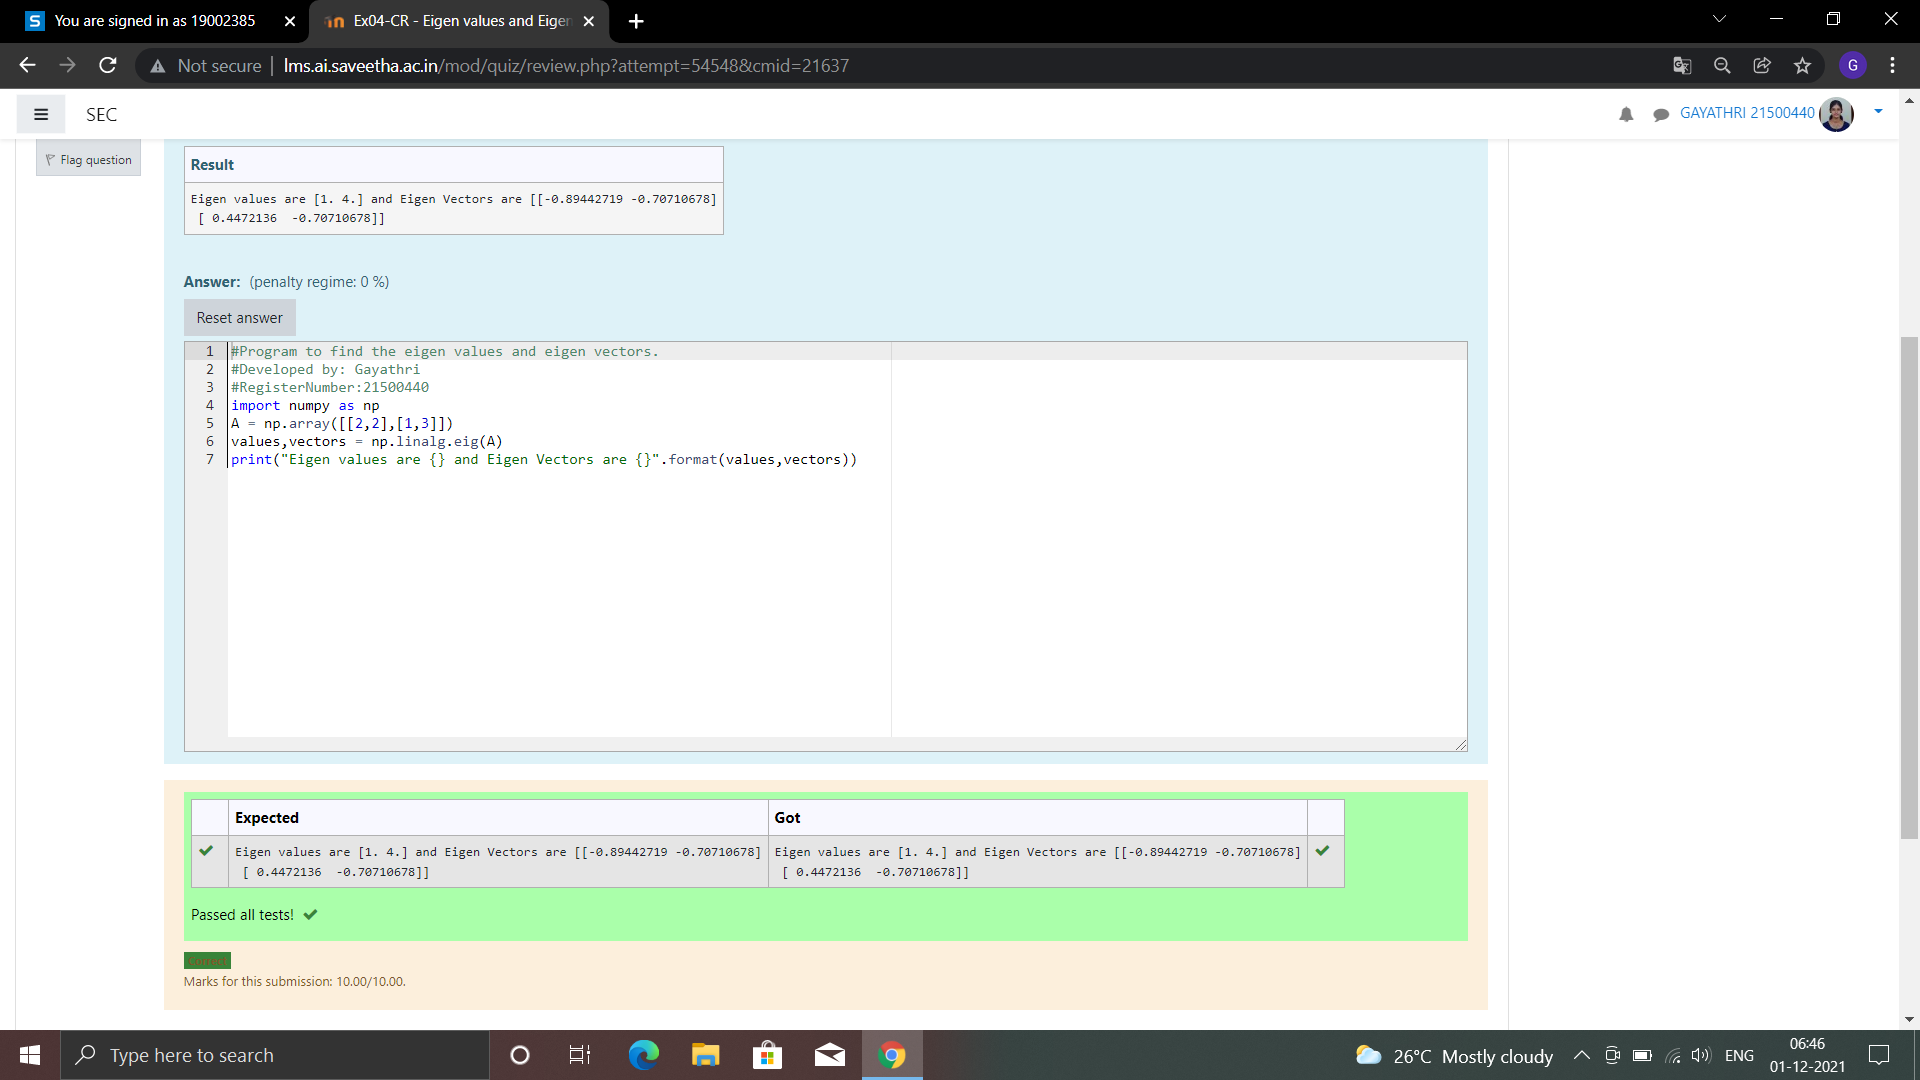 You are signed in as 19002385
Ex04-CR - Eigen values and Eigen
Not secure | lms.ai.saveetha.ac.in/mod/quiz/review.php?attempt=54548&cmid=21637
G
SEC
GAYATHRI 21500440
Flag question
Result
Eigen values are [1. 4.] and Eigen Vectors are [[-0.89442719 -0.70710678]
[ 0.4472136  -0.70710678]]
Answer: (penalty regime: 0 %)
Reset answer
1 #Program to find the eigen values and eigen vectors.
2 #Developed by: Gayathri
3 #RegisterNumber:21500440
4 import numpy as np
5 A = np.array([[2,2],[1,3]])
6 values,vectors = np.linalg.eig(A)
7 print("Eigen values are {} and Eigen Vectors are {}".format(values,vectors))
Expected Got
Eigen values are [1. 4.] and Eigen Vectors are [[-0.89442719 -0.70710678] Eigen values are [1. 4.] and Eigen Vectors are [[-0.89442719 -0.70710678]
[ 0.4472136  -0.70710678]] [ 0.4472136  -0.70710678]]
Passed all tests!
Correct
Marks for this submission: 10.00/10.00.
Type here to search
26°C Mostly cloudy
ENG
06:46
01-12-2021